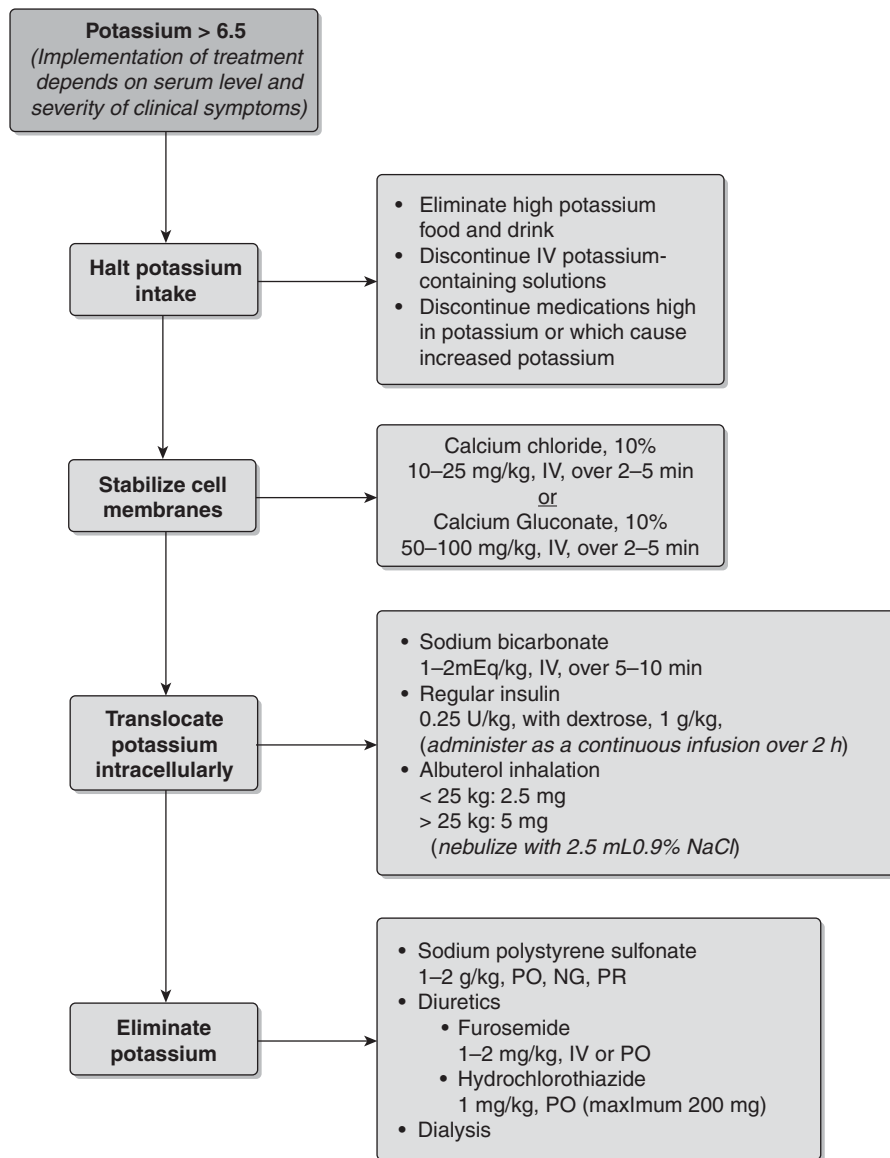 Potassium > 6.5
(Implementation of treatment
depends on serum level and
severity of clinical symptoms)
Halt potassium
intake
• Eliminate high potassium
food and drink
• Discontinue IV potassium-
containing solutions
• Discontinue medications high
in potassium or which cause
increased potassium
Stabilize cell
membranes
Calcium chloride, 10%
10–25 mg/kg, IV, over 2–5 min
or
Calcium Gluconate, 10%
50–100 mg/kg, IV, over 2–5 min
Translocate
potassium
intracellularly
• Sodium bicarbonate
1–2mEq/kg, IV, over 5–10 min
• Regular insulin
0.25 U/kg, with dextrose, 1 g/kg,
(administer as a continuous infusion over 2 h)
• Albuterol inhalation
< 25 kg: 2.5 mg
> 25 kg: 5 mg
(nebulize with 2.5 mL0.9% NaCl)
Eliminate
potassium
• Sodium polystyrene sulfonate
1–2 g/kg, PO, NG, PR
• Diuretics
• Furosemide
1–2 mg/kg, IV or PO
• Hydrochlorothiazide
1 mg/kg, PO (maxImum 200 mg)
• Dialysis